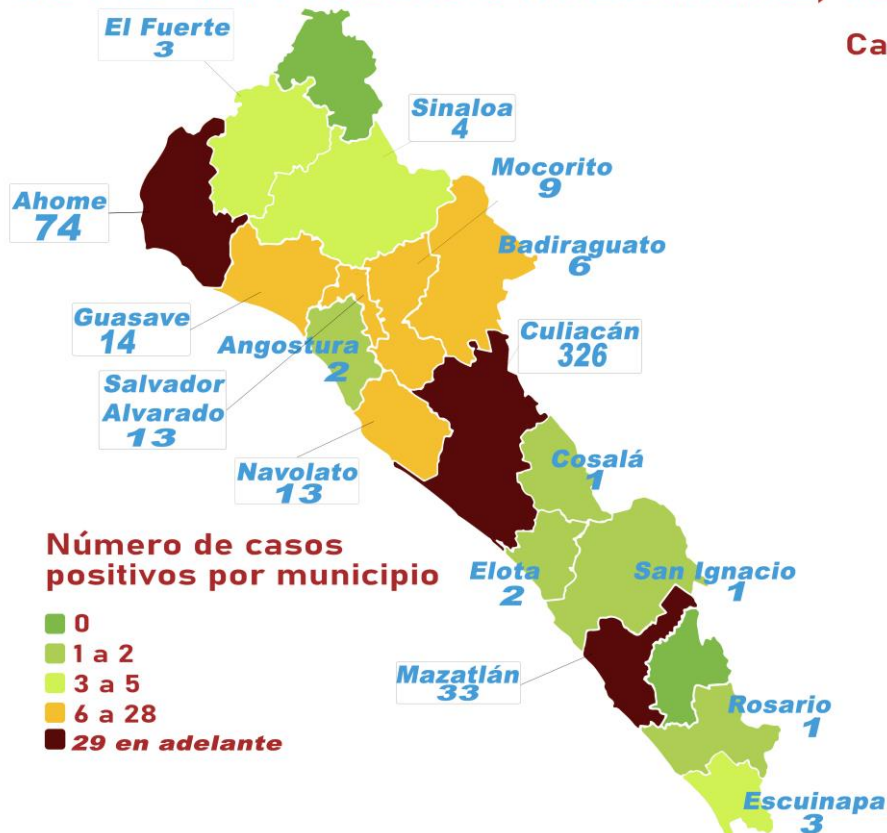 Ca
El Fuerte
3
Sinaloa
4
Mocorito
9
Ahome
74
Badiraguato
6
Guasave
14
Angostura
2
Culiacán
326
Salvador
Alvarado
13
Navolato
13
Cosalá
1
Número de casos
positivos por municipio
Elota
2
San Ignacio
1
0
1 a 2
3 a 5
6 a 28
29 en adelante
Mazatlán
33
Rosario
1
Escuinapa
3